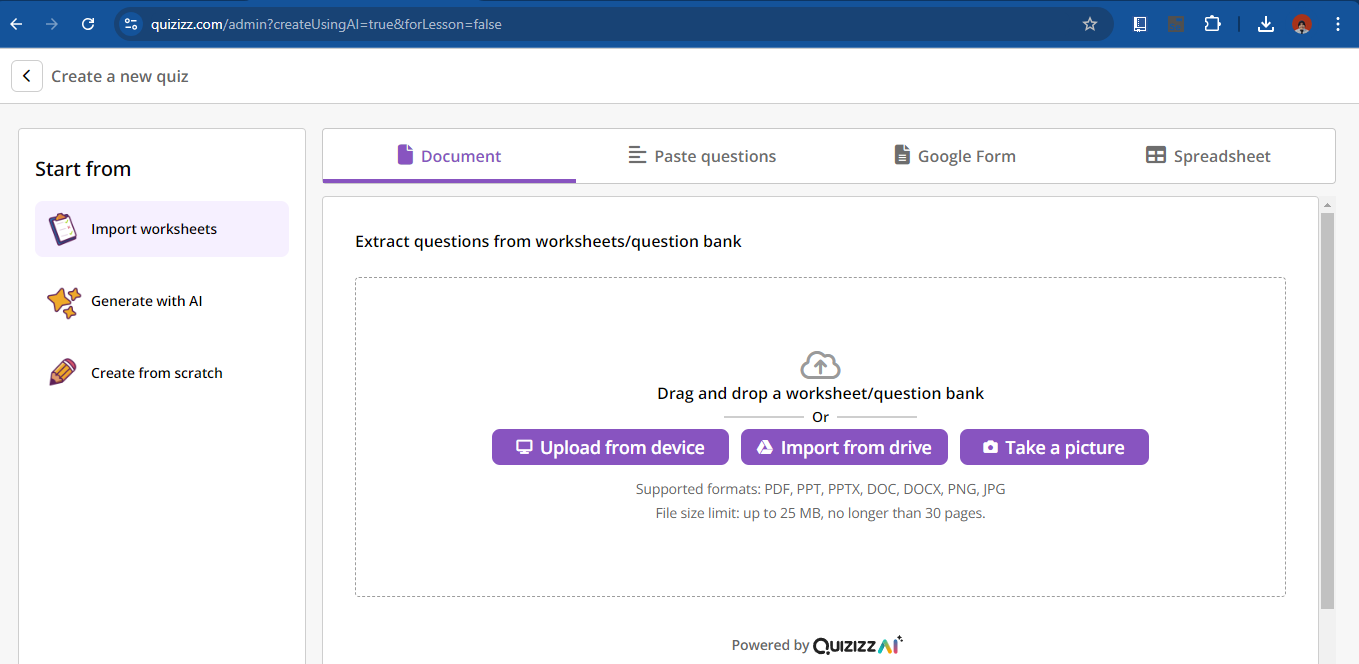 quizizz.com/admin?createUsingAI=true&forLesson=false
Create a new quiz
Start from
Import worksheets
Generate with AI
Create from scratch
Document
Paste questions
Google Form
Spreadsheet
Extract questions from worksheets/question bank
Drag and drop a worksheet/question bank
Or
Upload from device
Import from drive
Take a picture
Supported formats: PDF, PPT, PPTX, DOC, DOCX, PNG, JPG
File size limit: up to 25 MB, no longer than 30 pages.
Powered by QUIZIZZ AI